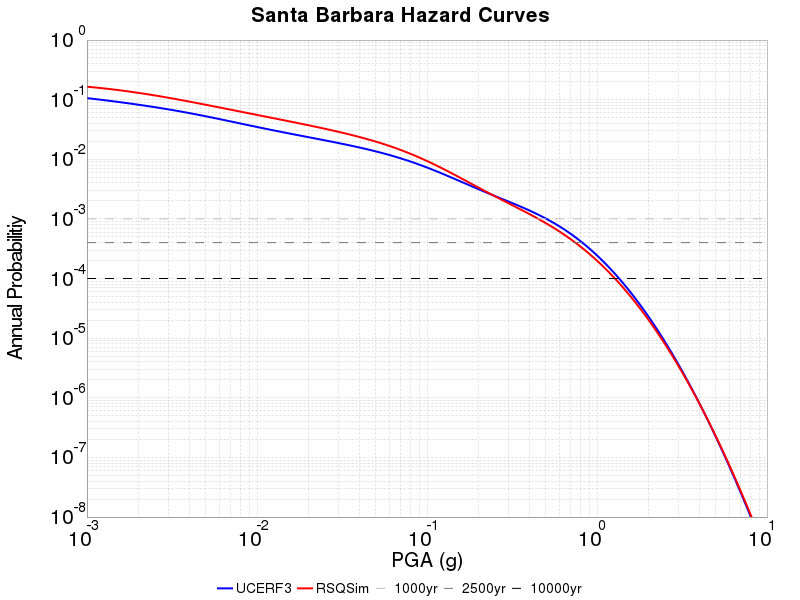 Santa Barbara Hazard Curves
10^0
10^-1
10^-2
10^-3
10^-4
10^-5
10^-6
10^-7
10^-8
Annual Probability
10^-3 10^-2 10^-1 10^0 10^1
PGA (g)
UCERF3 RSQSim 1000yr 2500yr 10000yr